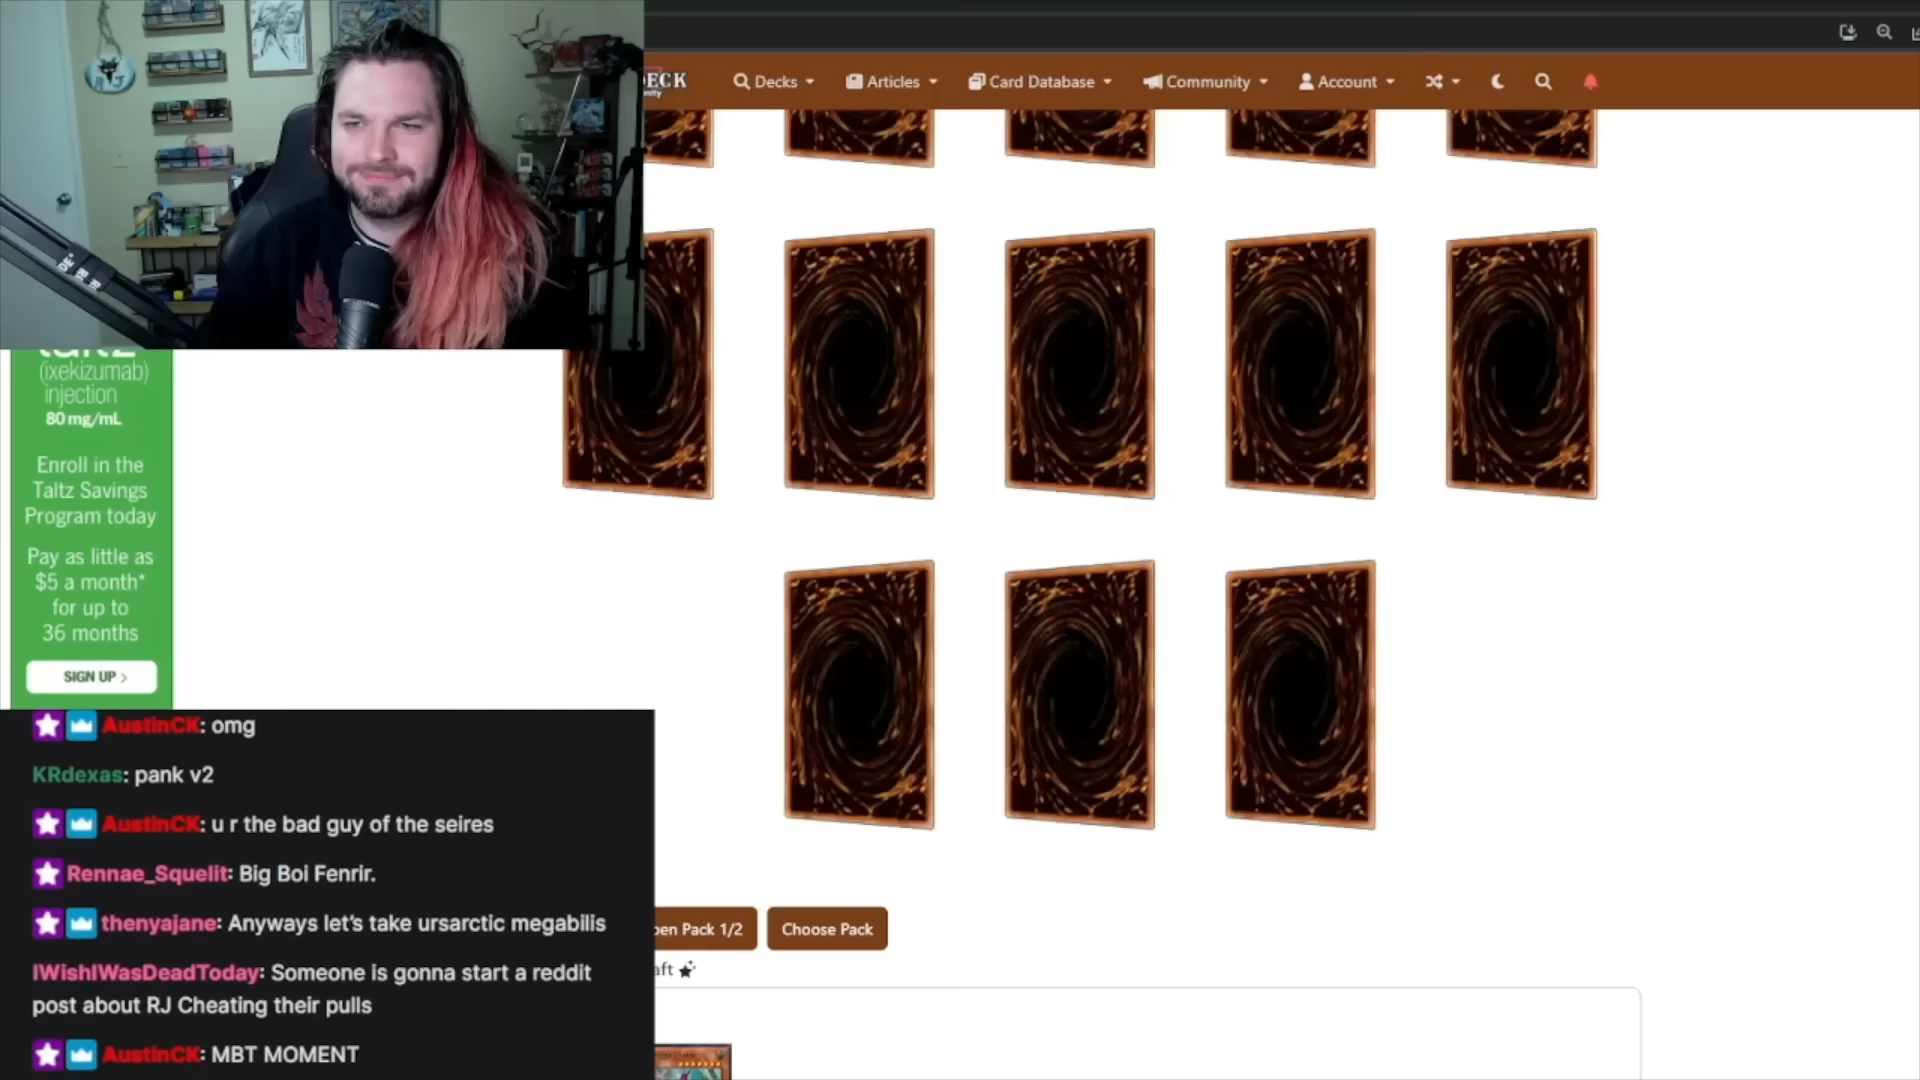 DECK
Decks
Articles
Card Database
Community
Account
(ixekizumab)
injection
80 mg/mL
Enroll in the
Taltz Savings
Program today
Pay as little as
$5 a month*
for up to
36 months
SIGN UP >
AustinCK: omg
KRdexas: pank v2
AustinCK: u r the bad guy of the seires
Rennae_Squelit: Big Boi Fenrir.
thenyajane: Anyways let's take ursarctic megabilis
IWishIWasDeadToday: Someone is gonna start a reddit
post about RJ Cheating their pulls
AustinCK: MBT MOMENT
pen Pack 1/2
Choose Pack
aft